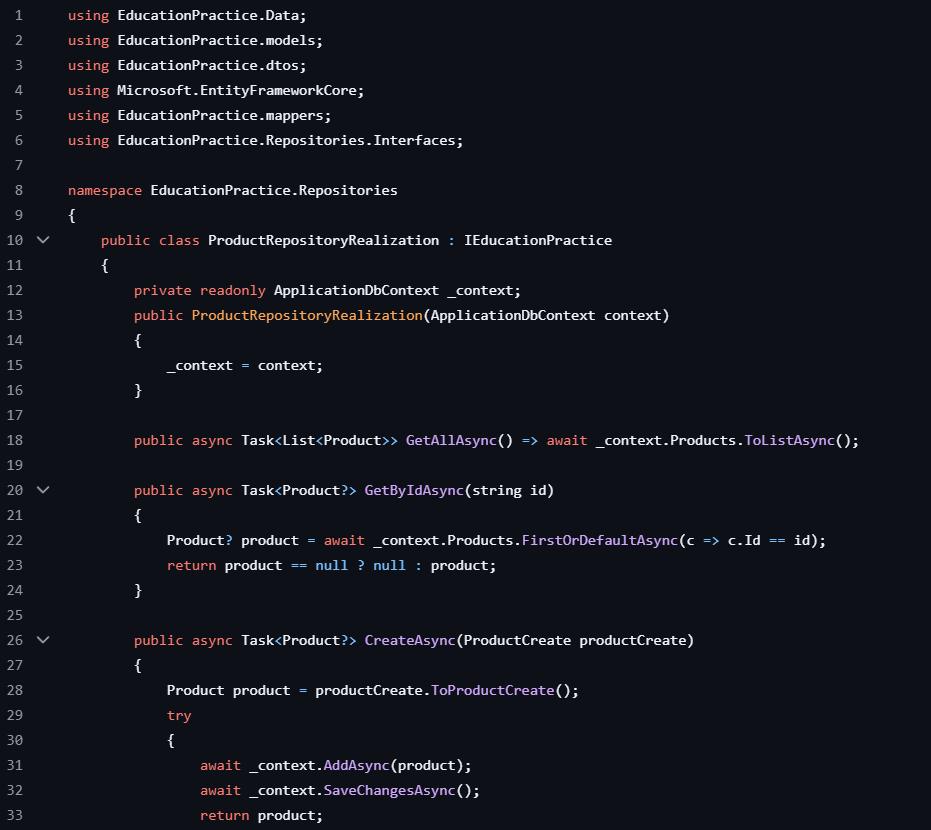 1 using EducationPractice.Data;
2 using EducationPractice.models;
3 using EducationPractice.dtos;
4 using Microsoft.EntityFrameworkCore;
5 using EducationPractice.mappers;
6 using EducationPractice.Repositories.Interfaces;
7
8 namespace EducationPractice.Repositories
9 {
10 public class ProductRepositoryRealization : IEducationPractice
11 {
12 private readonly ApplicationDbContext _context;
13 public ProductRepositoryRealization(ApplicationDbContext context)
14 {
15 _context = context;
16 }
17
18 public async Task<List<Product>> GetAllAsync() => await _context.Products.ToListAsync();
19
20 public async Task<Product?> GetByIdAsync(string id)
21 {
22 Product? product = await _context.Products.FirstOrDefaultAsync(c => c.Id == id);
23 return product == null ? null : product;
24 }
25
26 public async Task<Product?> CreateAsync(ProductCreate productCreate)
27 {
28 Product product = productCreate.ToProductCreate();
29 try
30 {
31 await _context.AddAsync(product);
32 await _context.SaveChangesAsync();
33 return product;